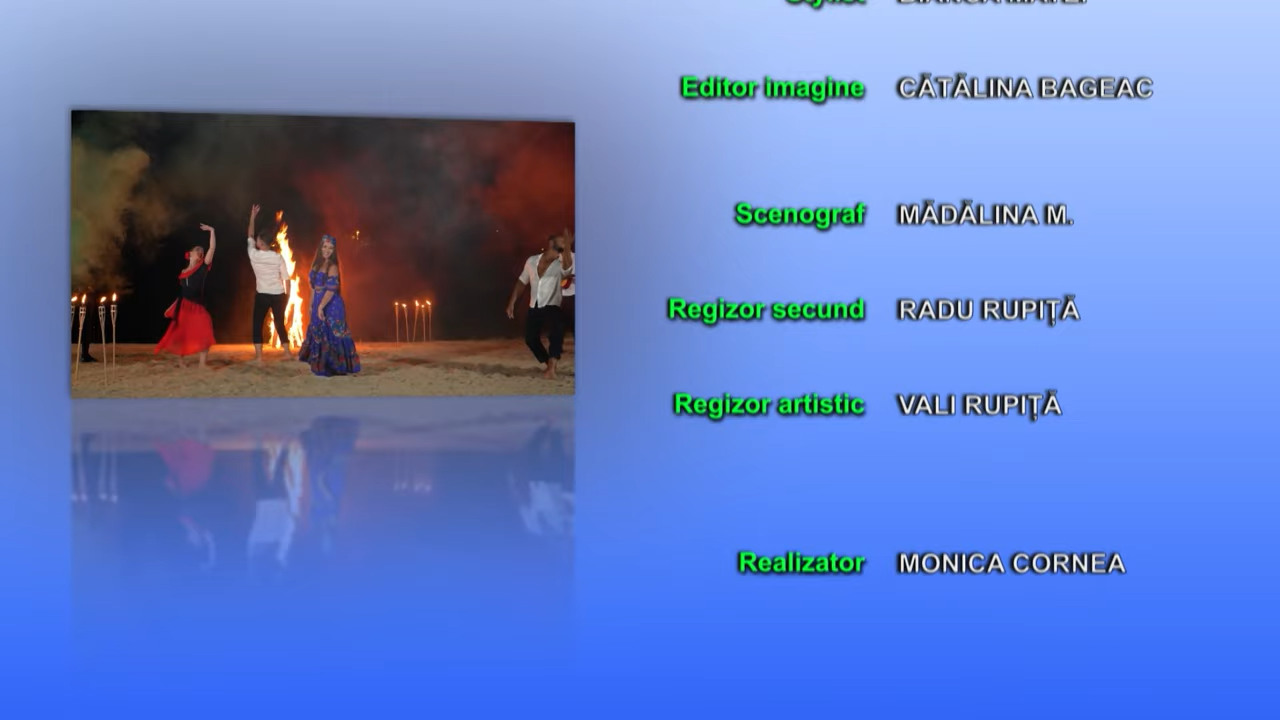 Editor imagine CĂTĂLINA BAGEAC
Scenograf MĂDĂLINA M.
Regizor secund RADU RUPIȚĂ
Regizor artistic VALI RUPIȚĂ
Realizator MONICA CORNEA